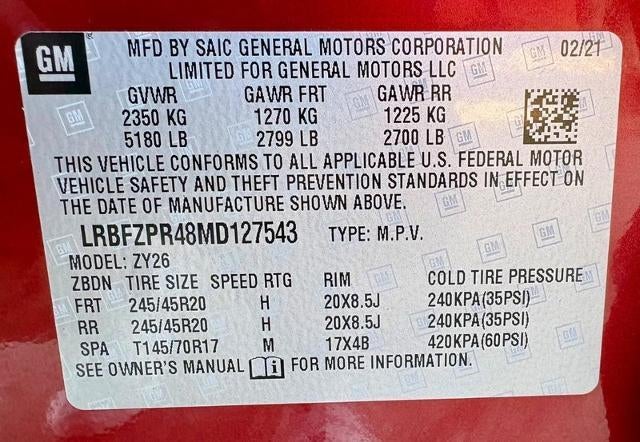 GM
MFD BY SAIC GENERAL MOTORS CORPORATION 02/21
LIMITED FOR GENERAL MOTORS LLC
GVWR GAWR FRT GAWR RR
2350 KG 1270 KG 1225 KG
5180 LB 2799 LB 2700 LB
THIS VEHICLE CONFORMS TO ALL APPLICABLE U.S. FEDERAL MOTOR
VEHICLE SAFETY AND THEFT PREVENTION STANDARDS IN EFFECT ON
THE DATE OF MANUFACTURE SHOWN ABOVE.
LRBFZPR48MD127543 TYPE: M.P.V.
MODEL: ZY26
ZBDN TIRE SIZE SPEED RTG RIM COLD TIRE PRESSURE
FRT 245/45R20 H 20X8.5J 240KPA(35PSI)
RR 245/45R20 H 20X8.5J 240KPA(35PSI)
SPA T145/70R17 M 17X4B 420KPA(60PSI)
SEE OWNER'S MANUAL i FOR MORE INFORMATION.